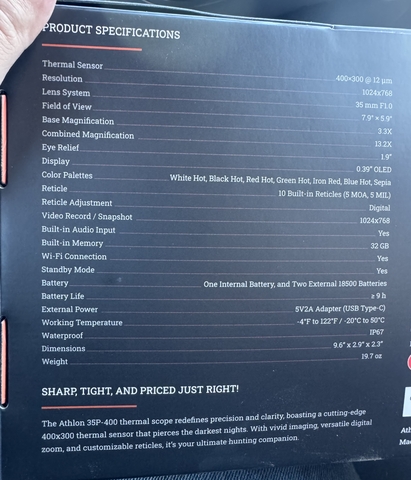 PRODUCT SPECIFICATIONS
Thermal Sensor 400×300 @ 12 µm
Resolution 1024x768
Lens System 35 mm F1.0
Field of View 7.9° × 5.9°
Base Magnification 3.3X
Combined Magnification 13.2X
Eye Relief 1.9"
Display 0.39" OLED
Color Palettes White Hot, Black Hot, Red Hot, Green Hot, Iron Red, Blue Hot, Sepia
Reticle 10 Built-in Reticles (5 MOA, 5 MIL)
Reticle Adjustment Digital
Video Record / Snapshot 1024x768
Built-in Audio Input Yes
Built-in Memory 32 GB
Wi-Fi Connection Yes
Standby Mode Yes
Battery One Internal Battery, and Two External 18500 Batteries
Battery Life ≥ 9 h
External Power 5V2A Adapter (USB Type-C)
Working Temperature -4°F to 122°F / -20°C to 50°C
Waterproof IP67
Dimensions 9.6" x 2.9" x 2.3"
Weight 19.7 oz
SHARP, TIGHT, AND PRICED JUST RIGHT!
The Athlon 35P-400 thermal scope redefines precision and clarity, boasting a cutting-edge
400x300 thermal sensor that pierces the darkest nights. With vivid imaging, versatile digital
zoom, and customizable reticles, it's your ultimate hunting companion.